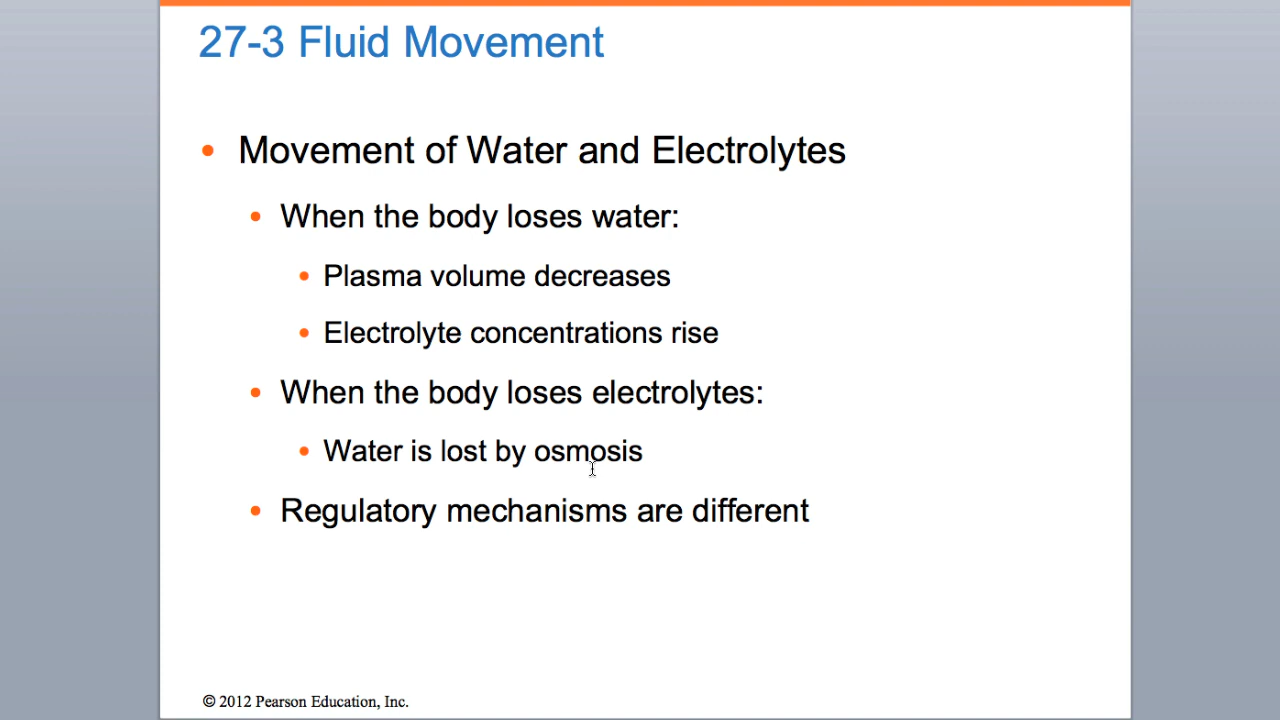 27-3 Fluid Movement
• Movement of Water and Electrolytes
• When the body loses water:
• Plasma volume decreases
• Electrolyte concentrations rise
• When the body loses electrolytes:
• Water is lost by osmosis
• Regulatory mechanisms are different
© 2012 Pearson Education, Inc.